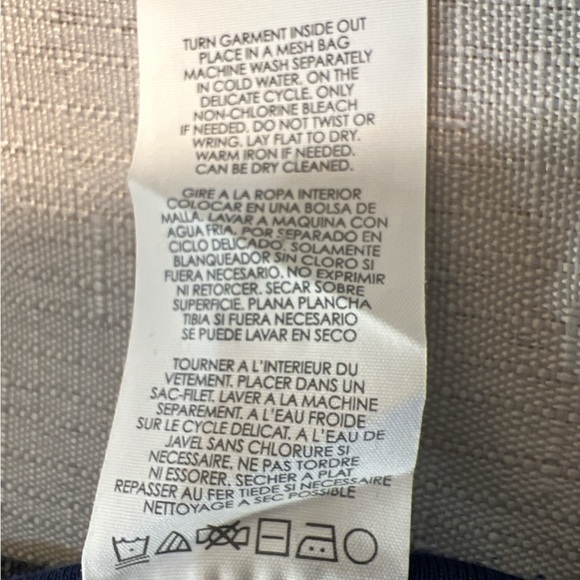 TURN GARMENT INSIDE OUT
PLACE IN A MESH BAG
MACHINE WASH SEPARATELY
IN COLD WATER, ON THE
DELICATE CYCLE. ONLY
NON-CHLORINE BLEACH
IF NEEDED. DO NOT TWIST OR
WRING. LAY FLAT TO DRY.
WARM IRON IF NEEDED.
CAN BE DRY CLEANED.
GIRE A LA ROPA INTERIOR
COLOCAR EN UNA BOLSA DE
MALLA. LAVAR A MAQUINA CON
AGUA FRIA, POR SEPARADO EN
CICLO DELICADO. SOLAMENTE
BLANQUEADOR SIN CLORO SI
FUERA NECESARIO. NO EXPRIMIR
NI RETORCER. SECAR SOBRE
SUPERFICIE. PLANA PLANCHA
TIBIA SI FUERA NECESARIO
SE PUEDE LAVAR EN SECO
TOURNER A L'INTERIEUR DU
VETEMENT. PLACER DANS UN
SAC-FILET. LAVER A LA MACHINE
SEPAREMENT. A L'EAU FROIDE
SUR LE CYCLE DELICAT. A L'EAU DE
JAVEL SANS CHLORURE SI
NECESSAIRE. NE PAS TORDRE
NI ESSORER. SECHER A PLAT
REPASSER AU FER TIEDE SI NECESSAIRE
NETTOYAGE A SEC POSSIBLE